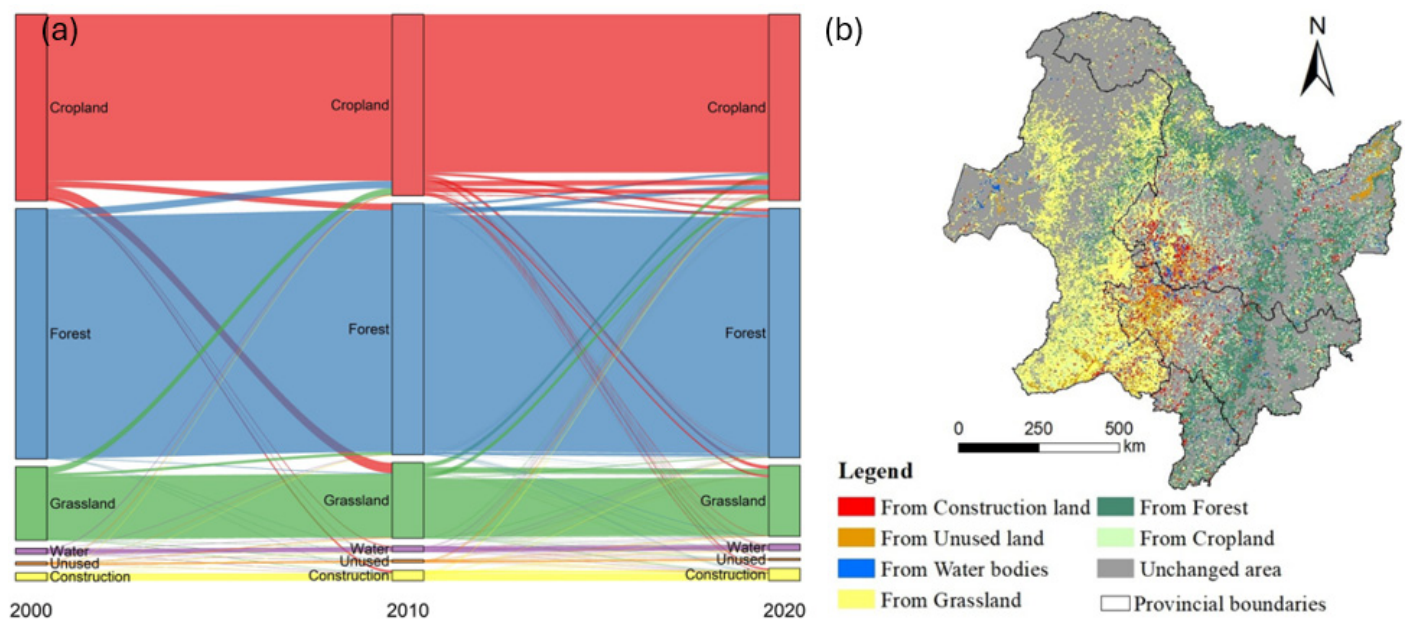 (a)
Cropland
Cropland
Cropland
Forest
Forest
Forest
Grassland
Grassland
Grassland
Water
Water
Water
Unused
Unused
Unused
Construction
Construction
Construction
2000
2010
2020
(b)
N
0 250 500
km
Legend
From Construction land
From Unused land
From Water bodies
From Grassland
From Forest
From Cropland
Unchanged area
Provincial boundaries